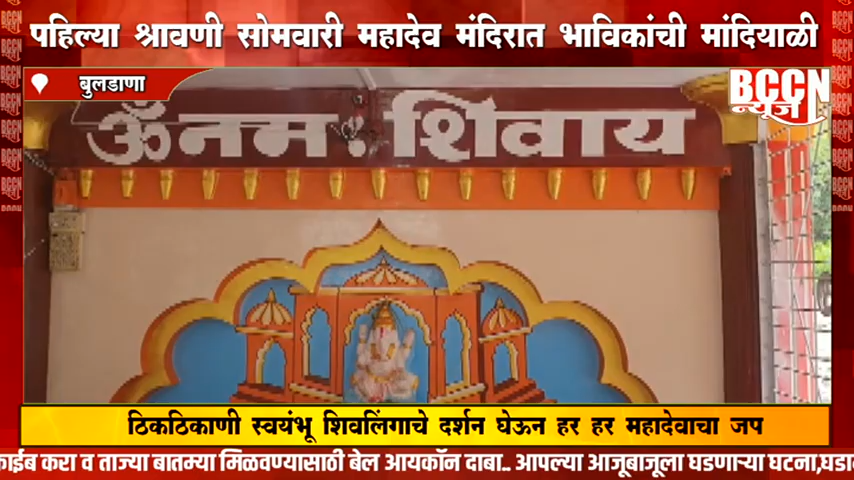 पहिल्या श्रावणी सोमवारी महादेव मंदिरात भाविकांची मांदियाळी
बुलडाणा
BCCN
न्यूज
ॐ नमः शिवाय
ठिकठिकाणी स्वयंभू शिवलिंगाचे दर्शन घेऊन हर हर महादेवाचा जप
करा व ताज्या बातम्या मिळवण्यासाठी बेल आयकॉन दाबा.. आपल्या आजूबाजूला घडणाऱ्या घटना,